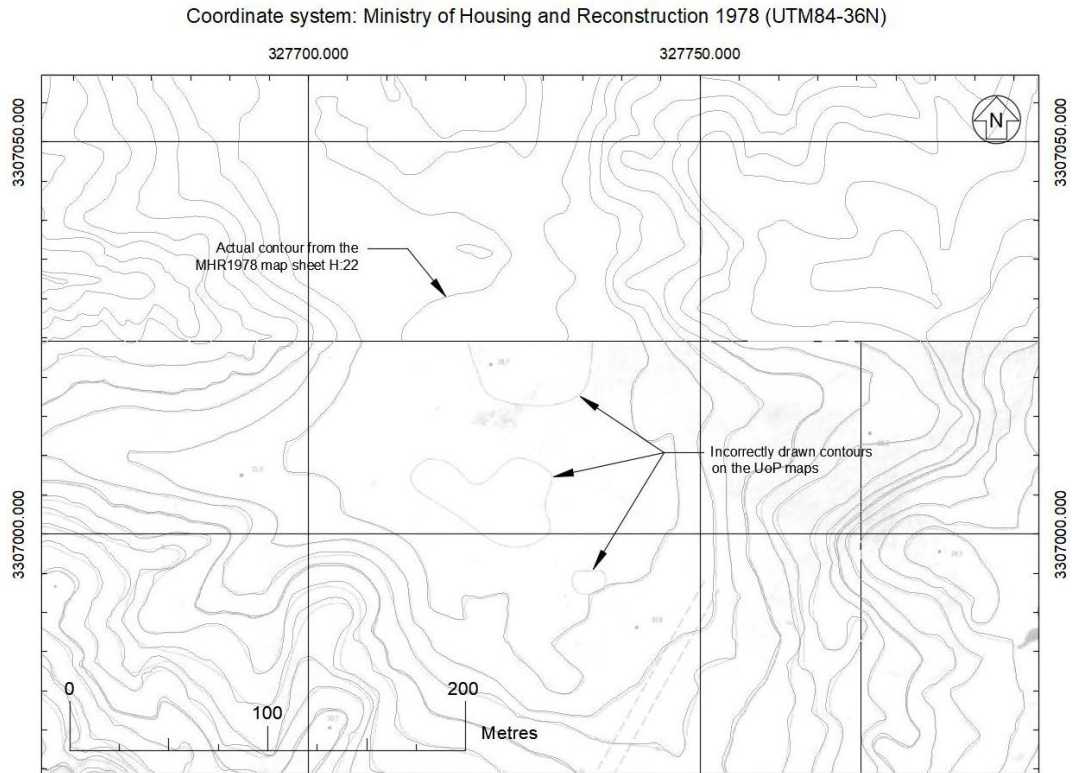 Coordinate system: Ministry of Housing and Reconstruction 1978 (UTM84-36N)
327700.000
327750.000
N
3307050.000
3307050.000
Actual contour from the
MHR1978 map sheet H:22
Incorrectly drawn contours
on the UoP maps
3307000.000
3307000.000
0
200
100
Metres